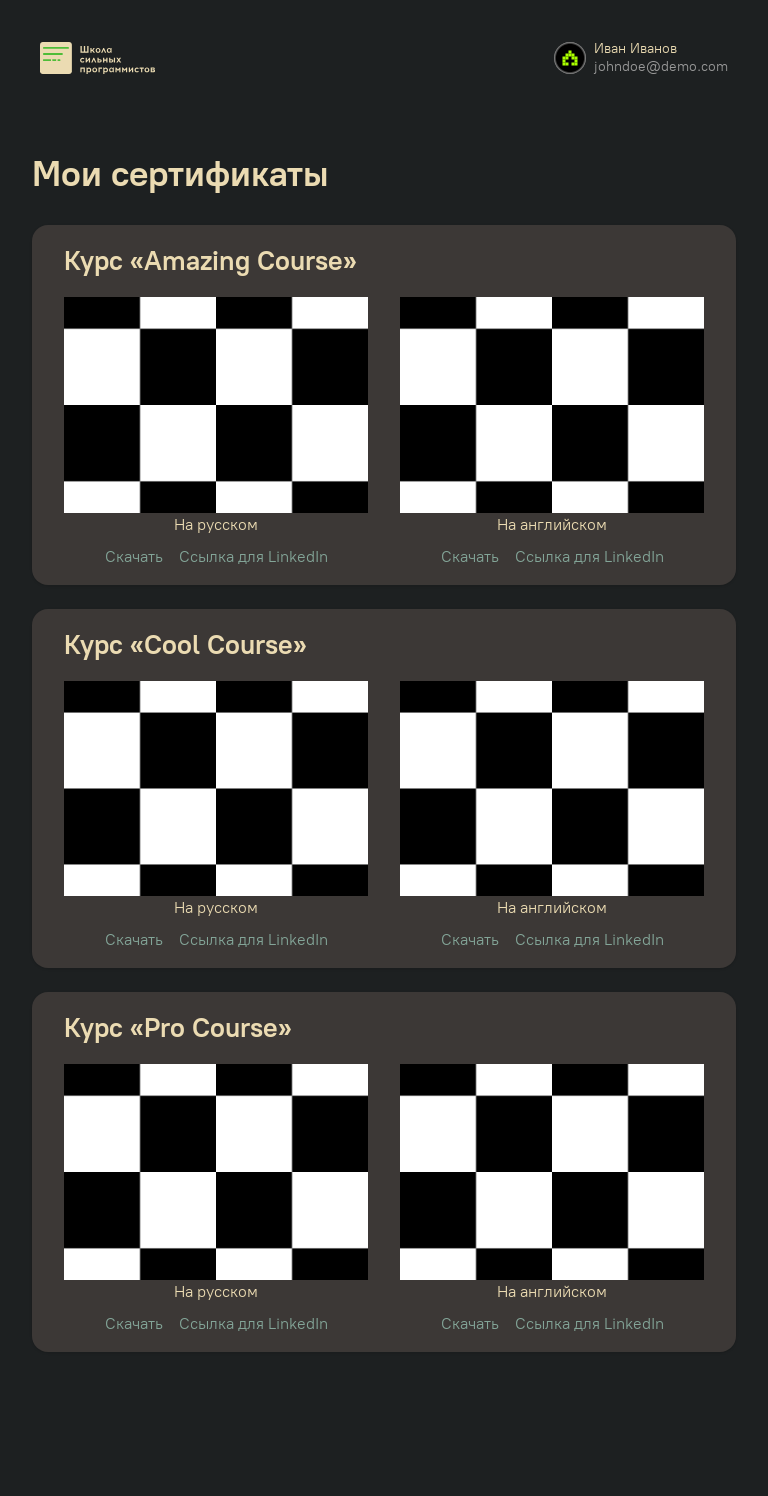 Школа
сильных
программистов
Иван Иванов
johndoe@demo.com
Мои сертификаты
Курс «Amazing Course»
На русском
На английском
Скачать Ссылка для LinkedIn
Скачать Ссылка для LinkedIn
Курс «Cool Course»
На русском
На английском
Скачать Ссылка для LinkedIn
Скачать Ссылка для LinkedIn
Курс «Pro Course»
На русском
На английском
Скачать Ссылка для LinkedIn
Скачать Ссылка для LinkedIn